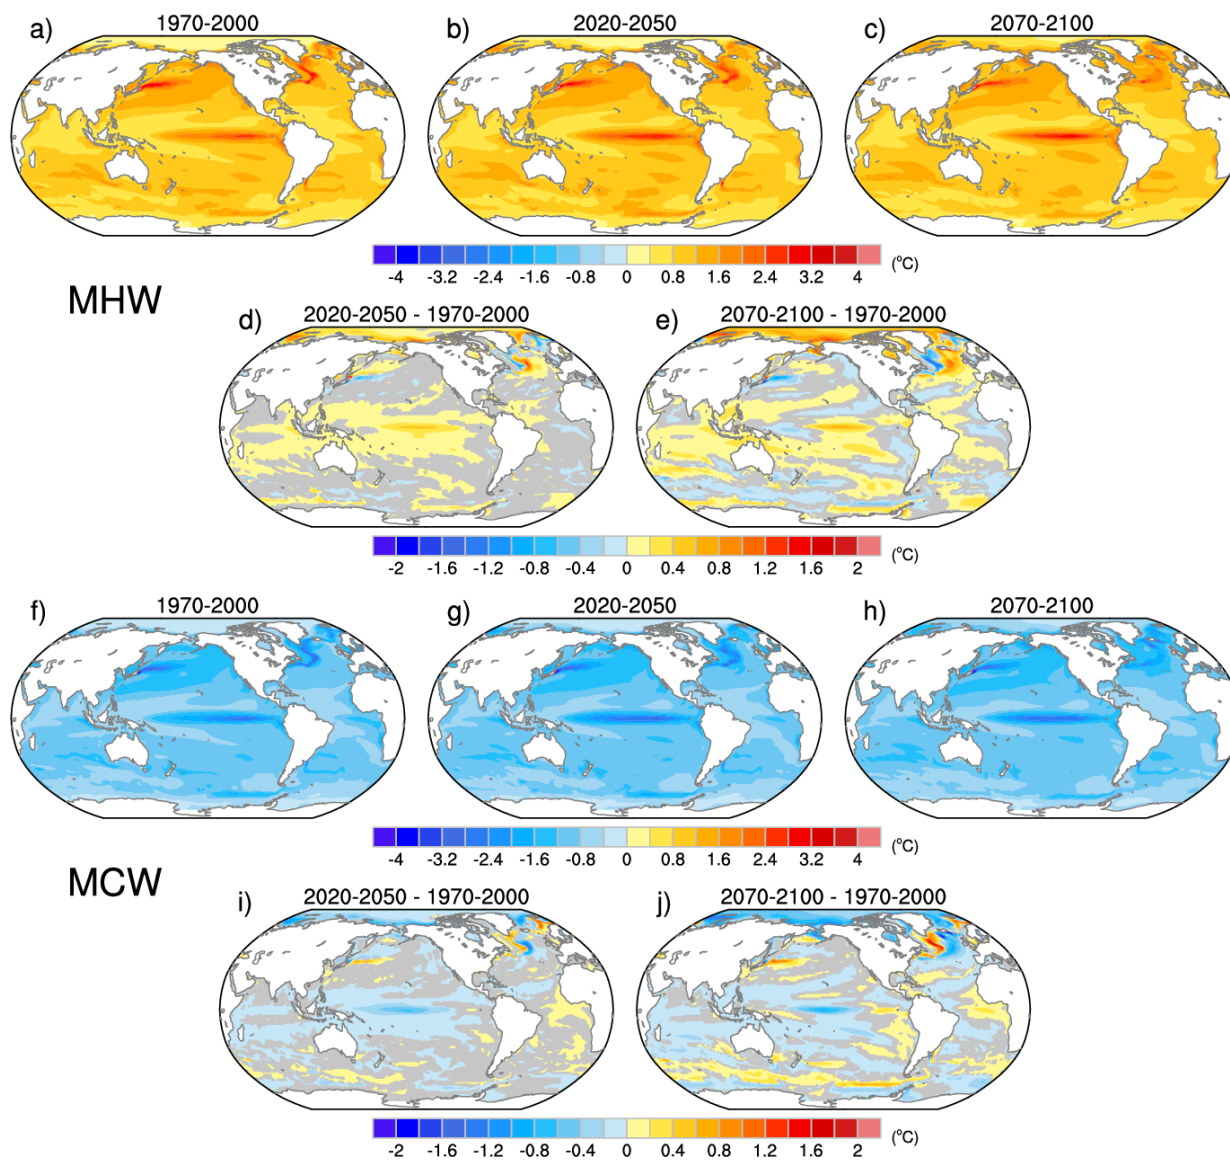 a) 1970-2000
b) 2020-2050
c) 2070-2100
-4 -3.2 -2.4 -1.6 -0.8 0 0.8 1.6 2.4 3.2 4 (°C)
MHW
d) 2020-2050 - 1970-2000
e) 2070-2100 - 1970-2000
-2 -1.6 -1.2 -0.8 -0.4 0 0.4 0.8 1.2 1.6 2 (°C)
f) 1970-2000
g) 2020-2050
h) 2070-2100
-4 -3.2 -2.4 -1.6 -0.8 0 0.8 1.6 2.4 3.2 4 (°C)
MCW
i) 2020-2050 - 1970-2000
j) 2070-2100 - 1970-2000
-2 -1.6 -1.2 -0.8 -0.4 0 0.4 0.8 1.2 1.6 2 (°C)